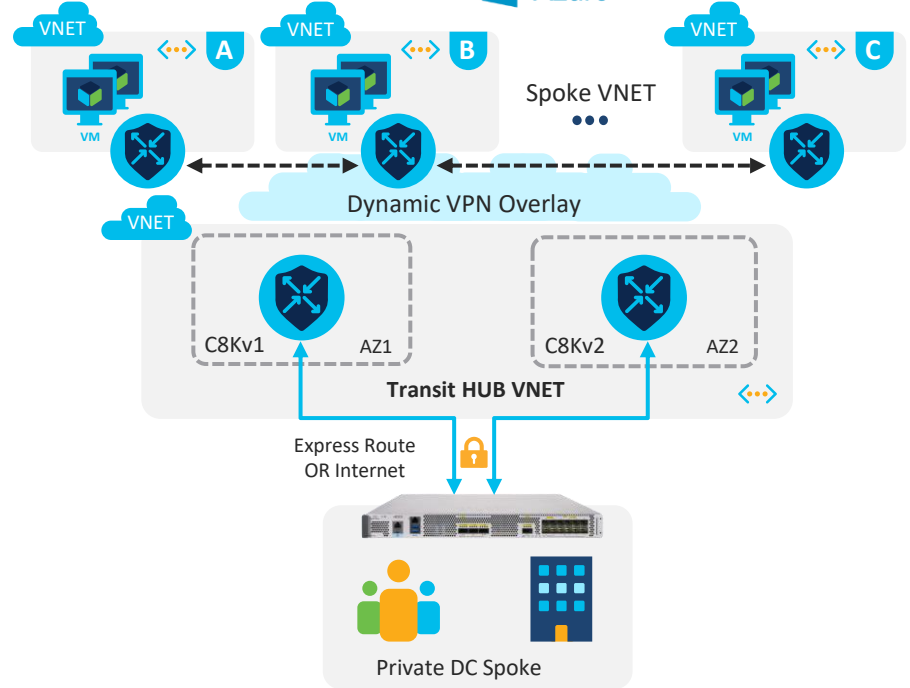 VNET
A
VNET
B
VNET
C
VM
VM
VM
Spoke VNET
Dynamic VPN Overlay
VNET
C8Kv1
AZ1
C8Kv2
AZ2
Transit HUB VNET
Express Route
OR Internet
Private DC Spoke